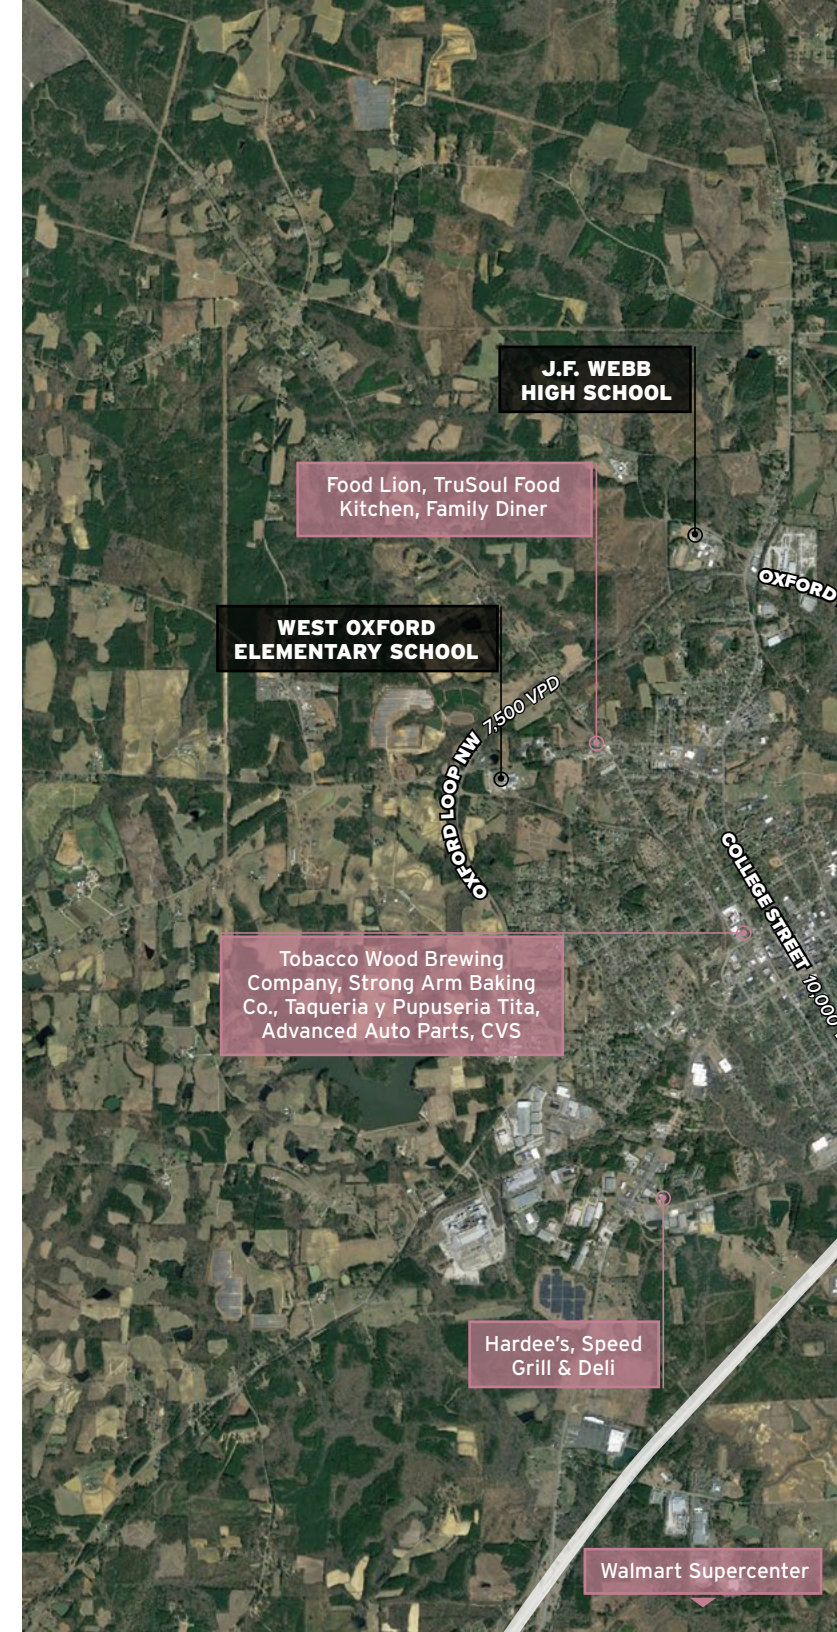 J.F. WEBB
HIGH SCHOOL
Food Lion, TruSoul Food
Kitchen, Family Diner
OXFORD
WEST OXFORD
ELEMENTARY SCHOOL
OXFORD LOOP NW 7,500 VPD
COLLEGE STREET 10,000
Tobacco Wood Brewing
Company, Strong Arm Baking
Co., Taqueria y Pupuseria Tita,
Advanced Auto Parts, CVS
Hardee's, Speed
Grill & Deli
Walmart Supercenter